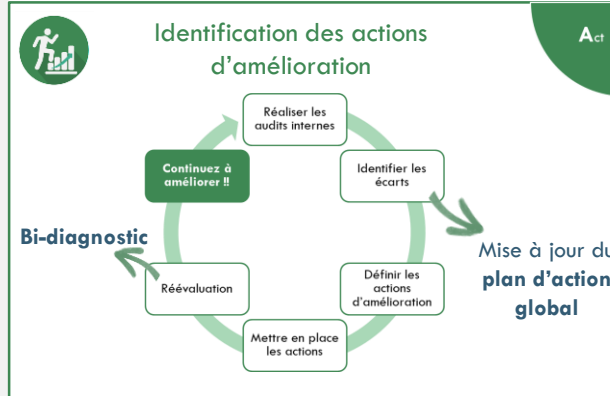 Identification des actions
d'amélioration
Act
Réaliser les
audits internes
Identifier les
écarts
Mise à jour du
plan d'action
global
Définir les
actions
d'amélioration
Mettre en place
les actions
Réévaluation
Bi-diagnostic
Continuez à
améliorer !!